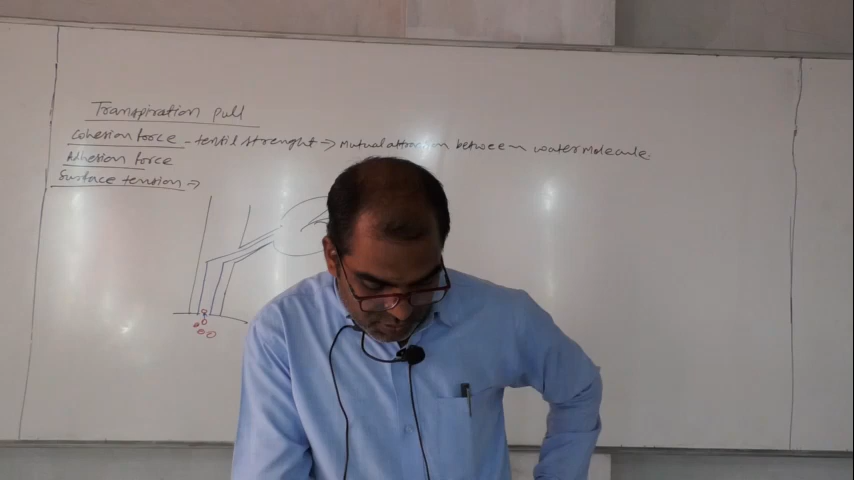 Transpiration pull
Cohesion force - tentil strenght → Mutual attraction between water molecule.
Adhesion force
Surface tension →